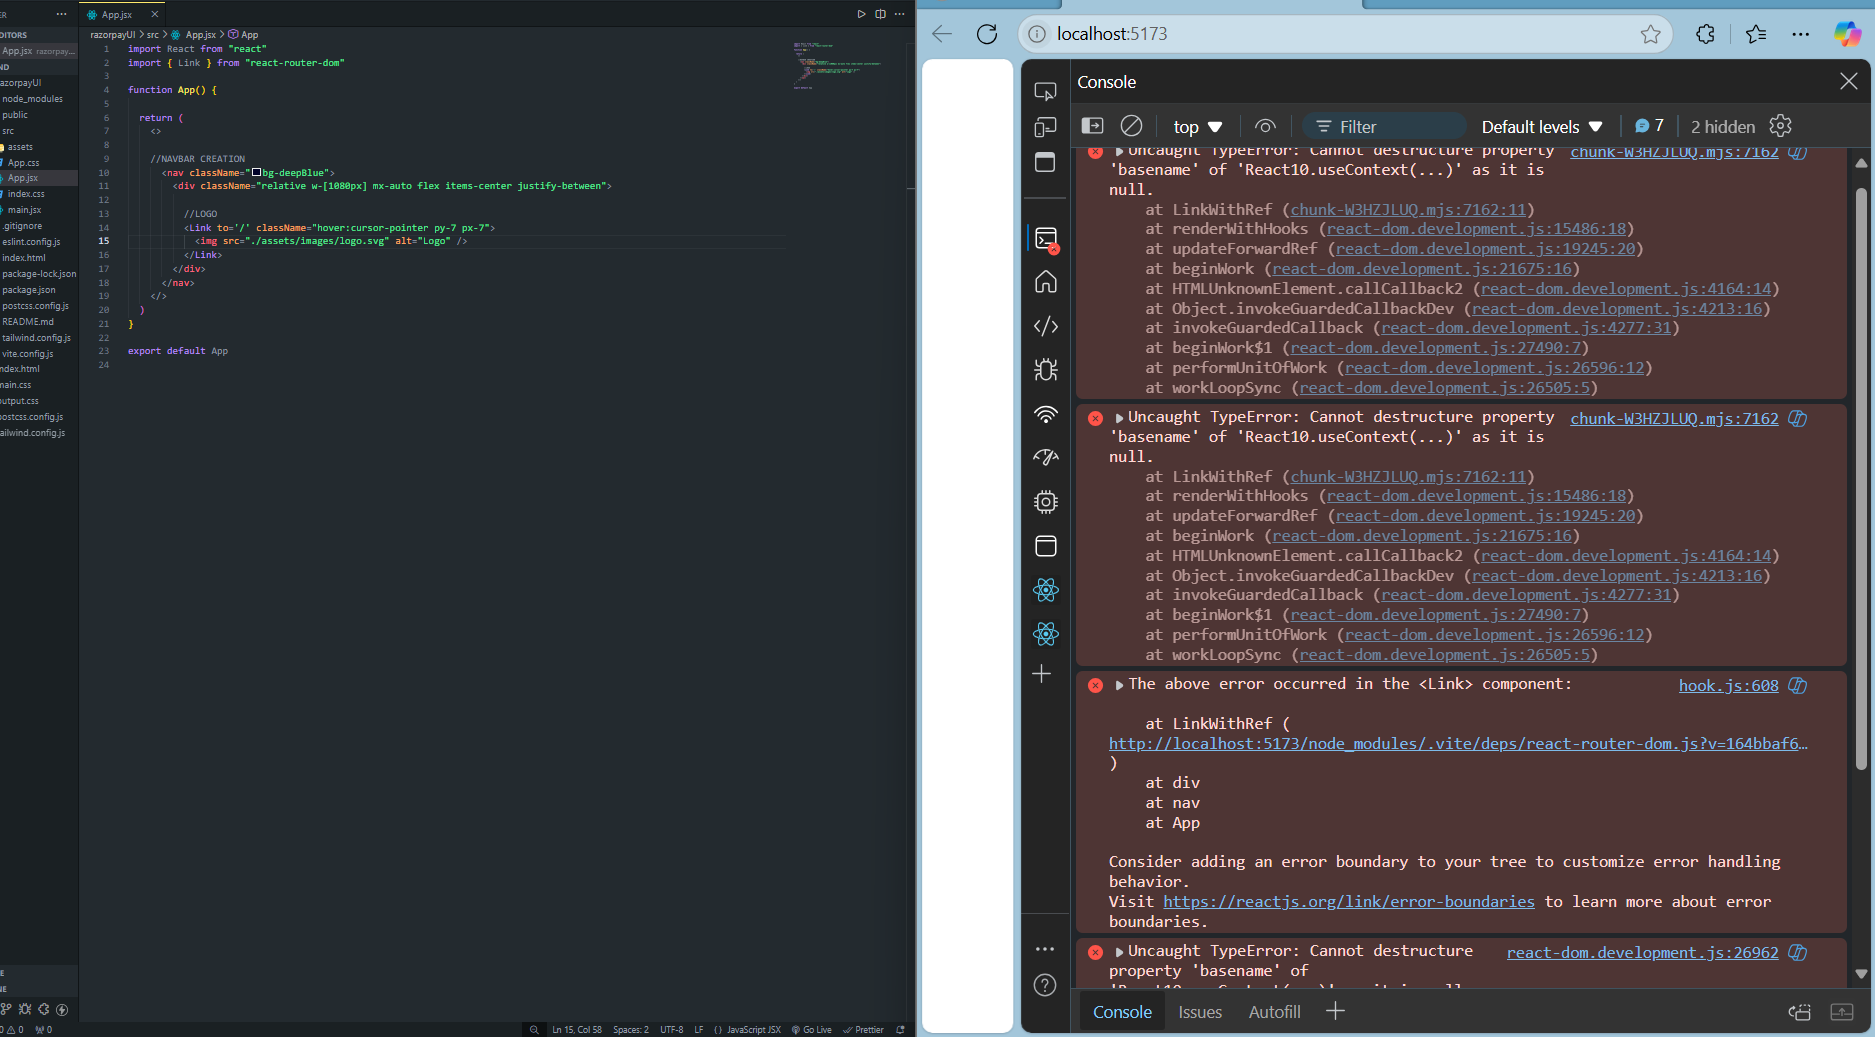 ER
App.jsx
EDITORS
App.jsx razorpay...
ND
azorpayUI
node_modules
public
src
assets
App.css
App.jsx
index.css
main.jsx
.gitignore
eslint.config.js
index.html
package-lock.json
package.json
postcss.config.js
README.md
tailwind.config.js
vite.config.js
ndex.html
main.css
output.css
postcss.config.js
tailwind.config.js
razorpayUI > src > App.jsx > App
1 import React from "react"
2 import { Link } from "react-router-dom"
3
4 function App() {
5
6 return (
7 <>
8
9 //NAVBAR CREATION
10 <nav className="bg-deepBlue">
11 <div className="relative w-[1080px] mx-auto flex items-center justify-between">
12
13 //LOGO
14 <Link to='/' className="hover:cursor-pointer py-7 px-7">
15 <img src="./assets/images/logo.svg" alt="Logo" />
16 </Link>
17 </div>
18 </nav>
19 </>
20 )
21 }
22
23 export default App
24
0 0 0
Ln 15, Col 58 Spaces: 2 UTF-8 LF {} JavaScript JSX Go Live Prettier
localhost:5173
Console
top Filter Default levels 7 2 hidden
Uncaught TypeError: Cannot destructure property chunk-W3HZJLUQ.mjs:7162
'basename' of 'React10.useContext(...)' as it is
null.
at LinkWithRef (chunk-W3HZJLUQ.mjs:7162:11)
at renderWithHooks (react-dom.development.js:15486:18)
at updateForwardRef (react-dom.development.js:19245:20)
at beginWork (react-dom.development.js:21675:16)
at HTMLUnknownElement.callCallback2 (react-dom.development.js:4164:14)
at Object.invokeGuardedCallbackDev (react-dom.development.js:4213:16)
at invokeGuardedCallback (react-dom.development.js:4277:31)
at beginWork$1 (react-dom.development.js:27490:7)
at performUnitOfWork (react-dom.development.js:26596:12)
at workLoopSync (react-dom.development.js:26505:5)
Uncaught TypeError: Cannot destructure property chunk-W3HZJLUQ.mjs:7162
'basename' of 'React10.useContext(...)' as it is
null.
at LinkWithRef (chunk-W3HZJLUQ.mjs:7162:11)
at renderWithHooks (react-dom.development.js:15486:18)
at updateForwardRef (react-dom.development.js:19245:20)
at beginWork (react-dom.development.js:21675:16)
at HTMLUnknownElement.callCallback2 (react-dom.development.js:4164:14)
at Object.invokeGuardedCallbackDev (react-dom.development.js:4213:16)
at invokeGuardedCallback (react-dom.development.js:4277:31)
at beginWork$1 (react-dom.development.js:27490:7)
at performUnitOfWork (react-dom.development.js:26596:12)
at workLoopSync (react-dom.development.js:26505:5)
The above error occurred in the <Link> component: hook.js:608
at LinkWithRef (
http://localhost:5173/node_modules/.vite/deps/react-router-dom.js?v=164bbaf6…
)
at div
at nav
at App
Consider adding an error boundary to your tree to customize error handling
behavior.
Visit https://reactjs.org/link/error-boundaries to learn more about error
boundaries.
Uncaught TypeError: Cannot destructure react-dom.development.js:26962
property 'basename' of
Console Issues Autofill